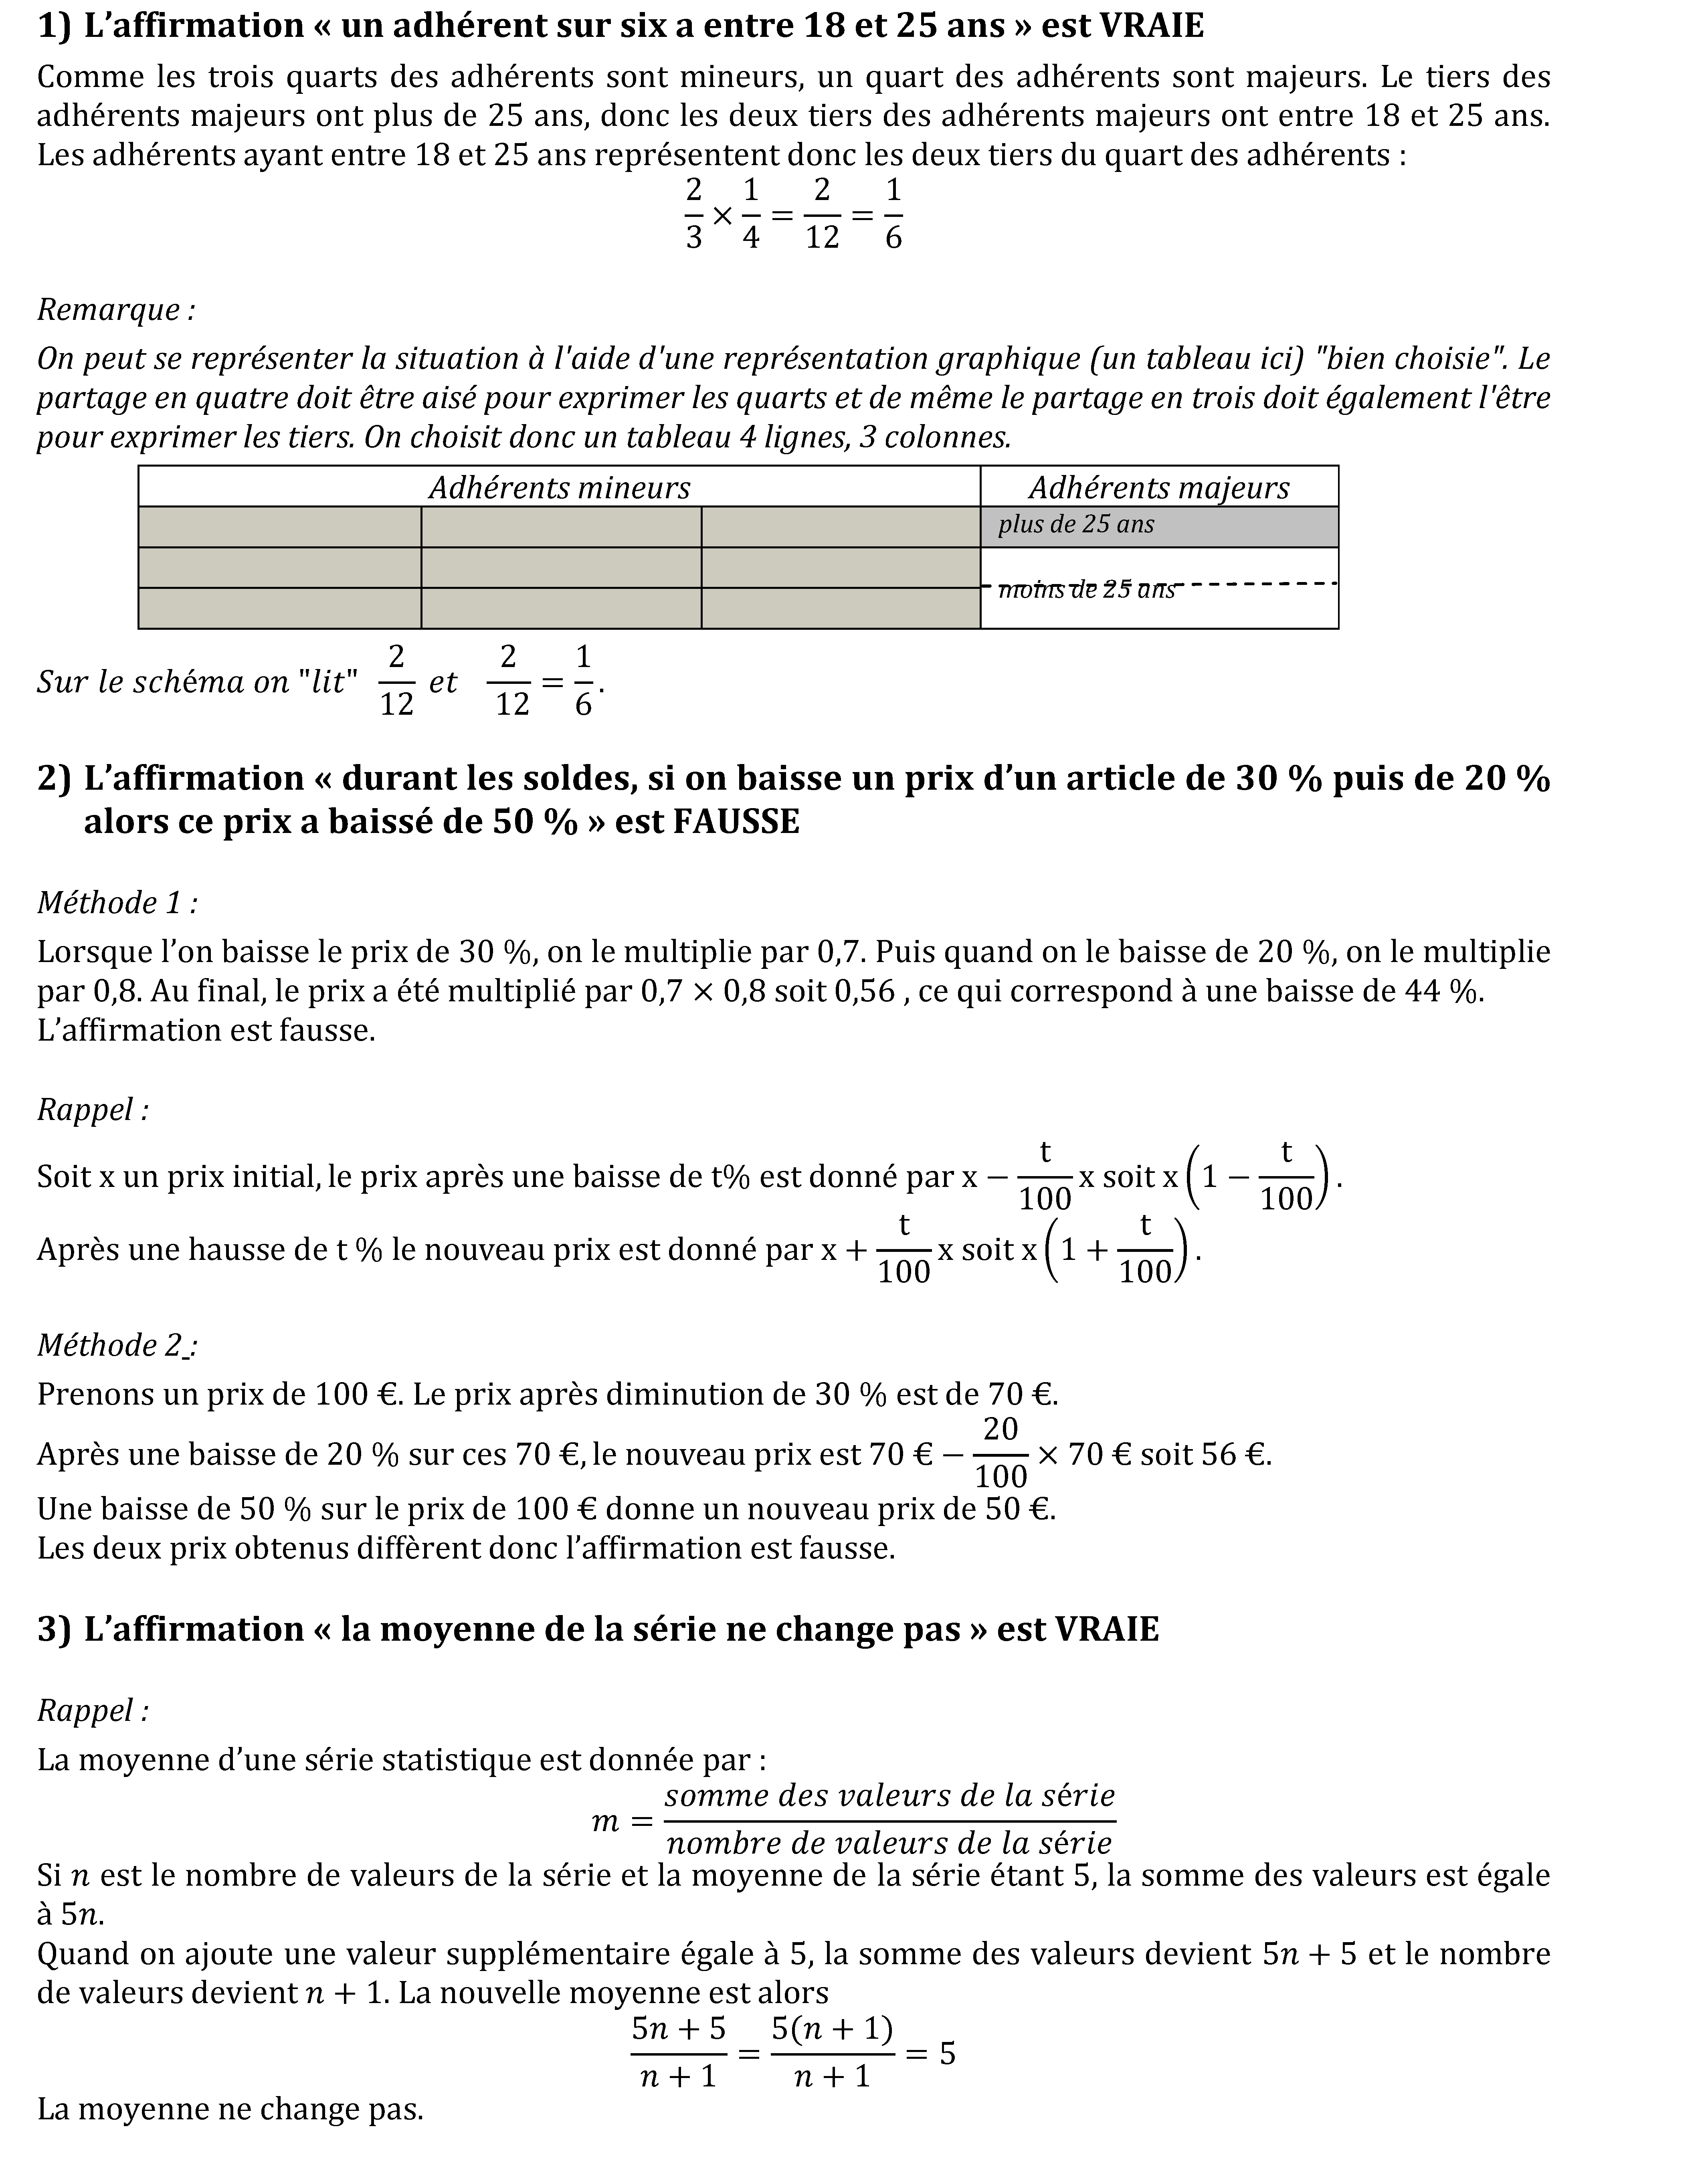 1) L’affirmation « un adhérent sur six a entre 18 et 25 ans » est VRAIE
Comme les trois quarts des adhérents sont mineurs, un quart des adhérents sont majeurs. Le tiers des
adhérents majeurs ont plus de 25 ans, donc les deux tiers des adhérents majeurs ont entre 18 et 25 ans.
Les adhérents ayant entre 18 et 25 ans représentent donc les deux tiers du quart des adhérents :
2/3 × 1/4 = 2/12 = 1/6
Remarque :
On peut se représenter la situation à l'aide d'une représentation graphique (un tableau ici) "bien choisie". Le
partage en quatre doit être aisé pour exprimer les quarts et de même le partage en trois doit également l'être
pour exprimer les tiers. On choisit donc un tableau 4 lignes, 3 colonnes.
Adhérents mineurs Adhérents majeurs
plus de 25 ans
moins de 25 ans
Sur le schéma on "lit" 2/12 et 2/12 = 1/6.
2) L’affirmation « durant les soldes, si on baisse un prix d’un article de 30 % puis de 20 %
alors ce prix a baissé de 50 % » est FAUSSE
Méthode 1 :
Lorsque l’on baisse le prix de 30 %, on le multiplie par 0,7. Puis quand on le baisse de 20 %, on le multiplie
par 0,8. Au final, le prix a été multiplié par 0,7 × 0,8 soit 0,56 , ce qui correspond à une baisse de 44 %.
L’affirmation est fausse.
Rappel :
Soit x un prix initial, le prix après une baisse de t% est donné par x − t/100 x soit x(1 − t/100).
Après une hausse de t % le nouveau prix est donné par x + t/100 x soit x(1 + t/100).
Méthode 2 :
Prenons un prix de 100 €. Le prix après diminution de 30 % est de 70 €.
Après une baisse de 20 % sur ces 70 €, le nouveau prix est 70 € − 20/100 × 70 € soit 56 €.
Une baisse de 50 % sur le prix de 100 € donne un nouveau prix de 50 €.
Les deux prix obtenus diffèrent donc l’affirmation est fausse.
3) L’affirmation « la moyenne de la série ne change pas » est VRAIE
Rappel :
La moyenne d’une série statistique est donnée par :
m = somme des valeurs de la série / nombre de valeurs de la série
Si n est le nombre de valeurs de la série et la moyenne de la série étant 5, la somme des valeurs est égale
à 5n.
Quand on ajoute une valeur supplémentaire égale à 5, la somme des valeurs devient 5n + 5 et le nombre
de valeurs devient n + 1. La nouvelle moyenne est alors
(5n + 5)/(n + 1) = 5(n + 1)/(n + 1) = 5
La moyenne ne change pas.